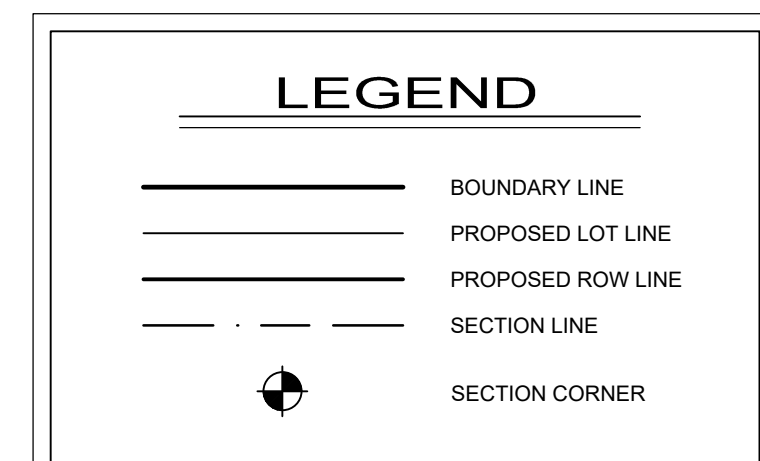 LEGEND
BOUNDARY LINE
PROPOSED LOT LINE
PROPOSED ROW LINE
SECTION LINE
SECTION CORNER